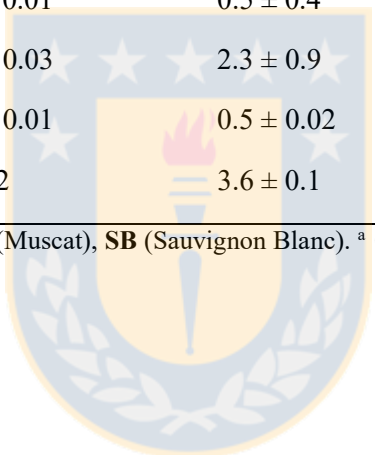 0.01 0.5 ± 0.4
0.03 2.3 ± 0.9
0.01 0.5 ± 0.02
2 3.6 ± 0.1
(Muscat), SB (Sauvignon Blanc). a